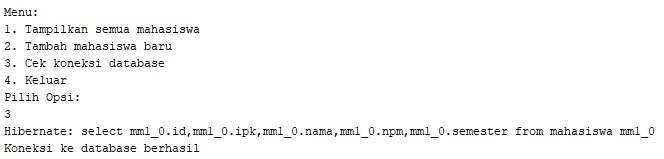 Menu:
1. Tampilkan semua mahasiswa
2. Tambah mahasiswa baru
3. Cek koneksi database
4. Keluar
Pilih Opsi:
3
Hibernate: select mm1_0.id,mm1_0.ipk,mm1_0.nama,mm1_0.npm,mm1_0.semester from mahasiswa mm1_0
Koneksi ke database berhasil